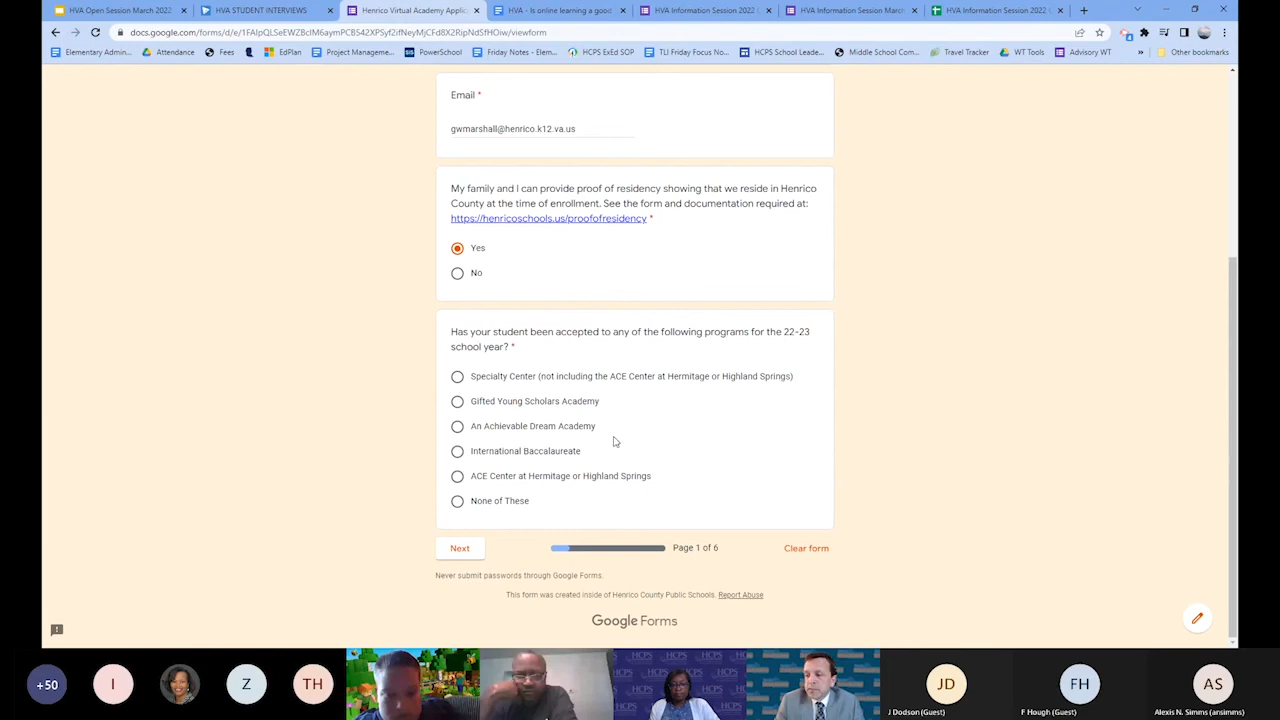 HVA Open Session March 2022
HVA STUDENT INTERVIEWS
Henrico Virtual Academy Applic
HVA - Is online learning a good
HVA Information Session 2022
HVA Information Session March
HVA Information Session 2022
docs.google.com/forms/d/e/1FAIpQLSeEWZBclM6aymPCB542XPSyf2ifNeyMjCFd8X2RipNdSfHOiw/viewform
Elementary Admin...
Attendance
Fees
EdPlan
Project Manageme...
PowerSchool
Friday Notes - Elem...
HCPS ExEd SOP
TLI Friday Focus No...
HCPS School Leade...
Middle School Com...
Travel Tracker
WT Tools
Advisory WT
»
Other bookmarks
Email *
gwmarshall@henrico.k12.va.us
My family and I can provide proof of residency showing that we reside in Henrico
County at the time of enrollment. See the form and documentation required at:
https://henricoschools.us/proofofresidency *
Yes
No
Has your student been accepted to any of the following programs for the 22-23
school year? *
Specialty Center (not including the ACE Center at Hermitage or Highland Springs)
Gifted Young Scholars Academy
An Achievable Dream Academy
International Baccalaureate
ACE Center at Hermitage or Highland Springs
None of These
Next
Page 1 of 6
Clear form
Never submit passwords through Google Forms.
This form was created inside of Henrico County Public Schools. Report Abuse
Google Forms
+50
I
Z
TH
HCPS
HCPS
HCPS
JD
FH
AS
J Dodson (Guest)
F Hough (Guest)
Alexis N. Simms (ansimms)